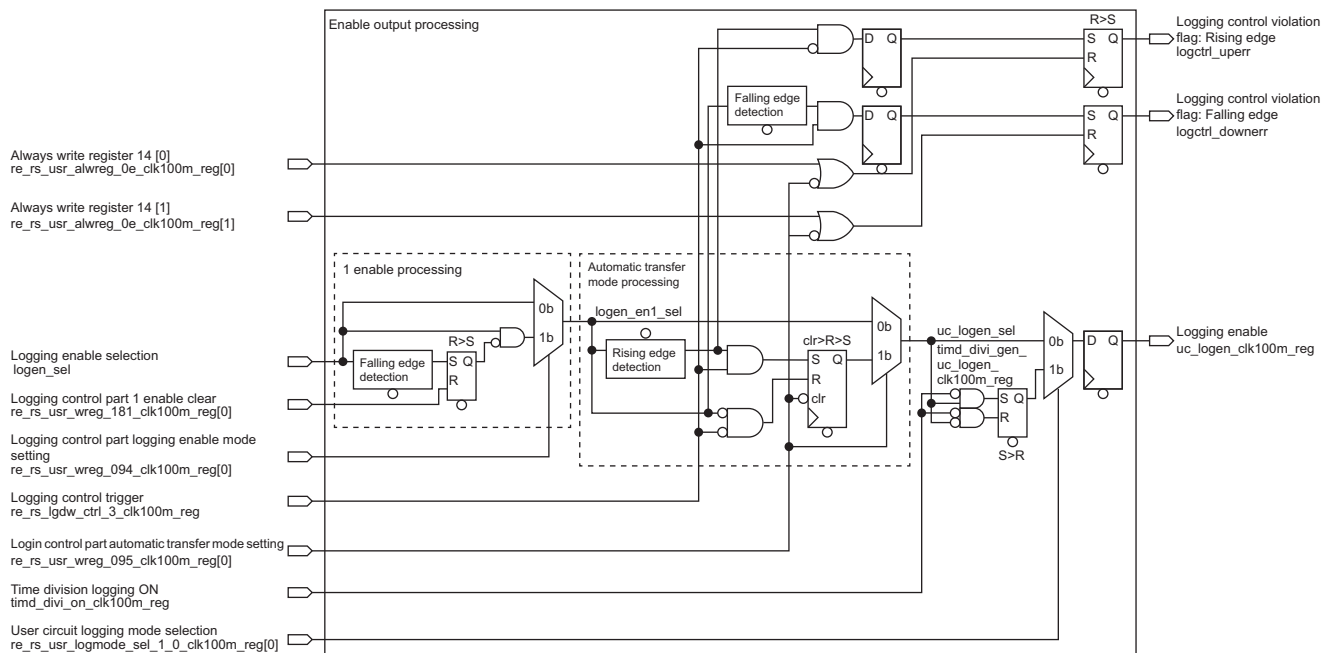 Enable output processing
R>S
Logging control violation
flag: Rising edge
logctrl_uperr
D Q
S Q
R
Falling edge
detection
D Q
S Q
R
Logging control violation
flag: Falling edge
logctrl_downerr
Always write register 14 [0]
re_rs_usr_alwreg_0e_clk100m_reg[0]
Always write register 14 [1]
re_rs_usr_alwreg_0e_clk100m_reg[1]
1 enable processing
Automatic transfer
mode processing
0b
1b
logen_en1_sel
0b
1b
uc_logen_sel
timd_divi_gen_
uc_logen_
clk100m_reg
0b
1b
D Q
Logging enable
uc_logen_clk100m_reg
Logging enable selection
logen_sel
Falling edge
detection
R>S
S Q
R
Rising edge
detection
clr>R>S
S Q
R
clr
S Q
R
S>R
Logging control part 1 enable clear
re_rs_usr_wreg_181_clk100m_reg[0]
Logging control part logging enable mode
setting
re_rs_usr_wreg_094_clk100m_reg[0]
Logging control trigger
re_rs_lgdw_ctrl_3_clk100m_reg
Login control part automatic transfer mode setting
re_rs_usr_wreg_095_clk100m_reg[0]
Time division logging ON
timd_divi_on_clk100m_reg
User circuit logging mode selection
re_rs_usr_logmode_sel_1_0_clk100m_reg[0]